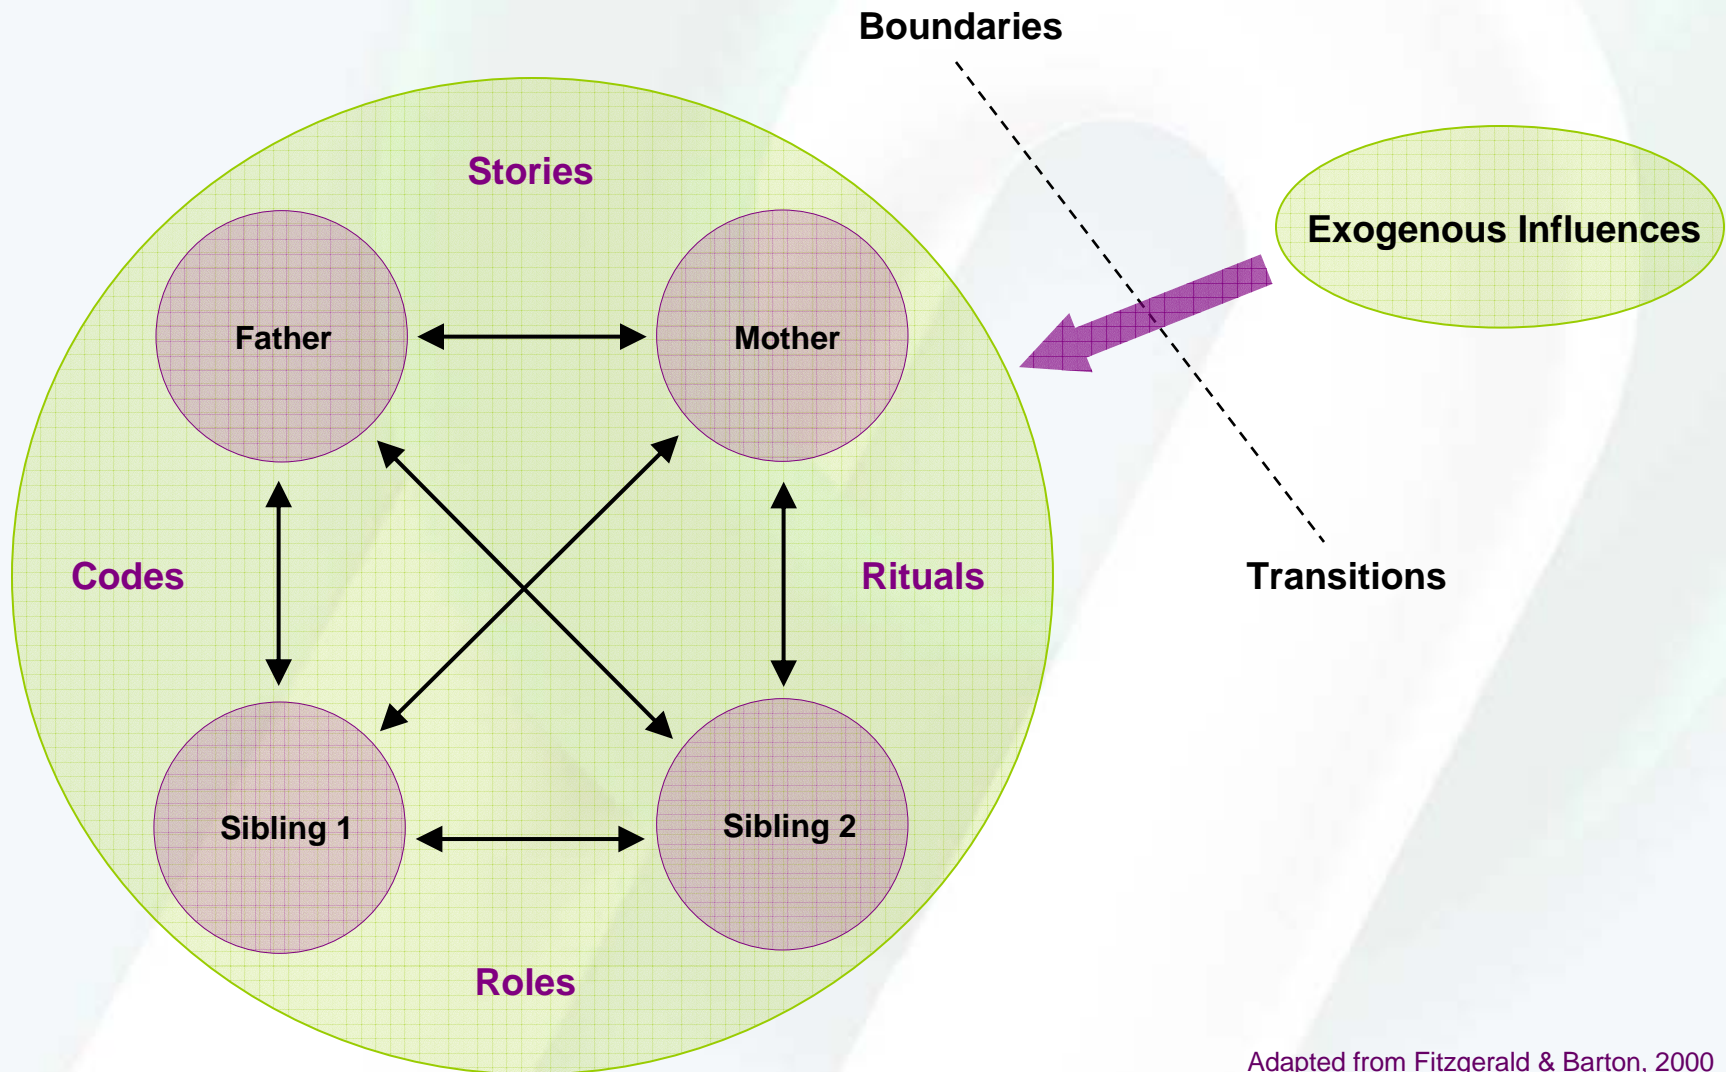 Boundaries
Stories
Exogenous Influences
Father
Mother
Codes
Rituals
Transitions
Sibling 1
Sibling 2
Roles
Adapted from Fitzgerald & Barton, 2000